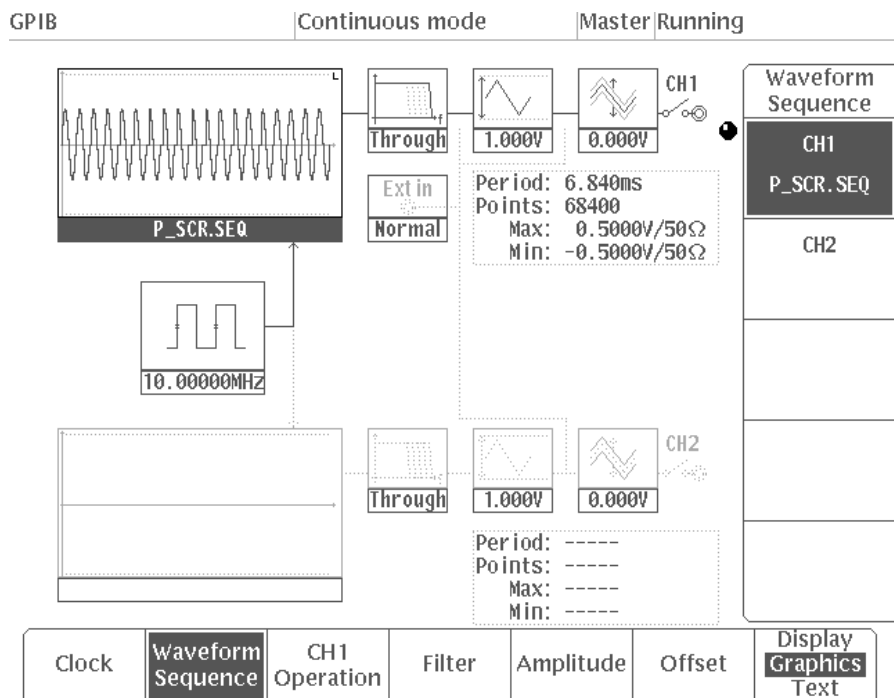 GPIB
Continuous mode
Master
Running
L
f
Through
1.000V
0.000V
CH1
Ext in
Normal
P_SCR.SEQ
Period: 6.840ms
Points: 68400
Max: 0.5000V/50Ω
Min: -0.5000V/50Ω
10.00000MHz
Through
1.000V
0.000V
CH2
Period: -----
Points: -----
Max: -----
Min: -----
Waveform
Sequence
CH1
P_SCR.SEQ
CH2
Clock
Waveform
Sequence
CH1
Operation
Filter
Amplitude
Offset
Display
Graphics
Text